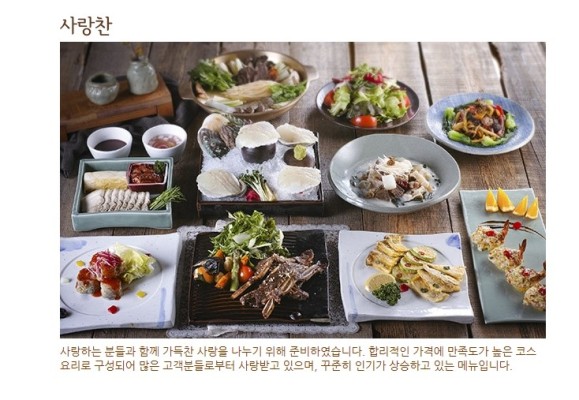 사랑찬
사랑하는 분들과 함께 가득찬 사랑을 나누기 위해 준비하였습니다. 합리적인 가격에 만족도가 높은 코스
요리로 구성되어 많은 고객분들로부터 사랑받고 있으며, 꾸준히 인기가 상승하고 있는 메뉴입니다.